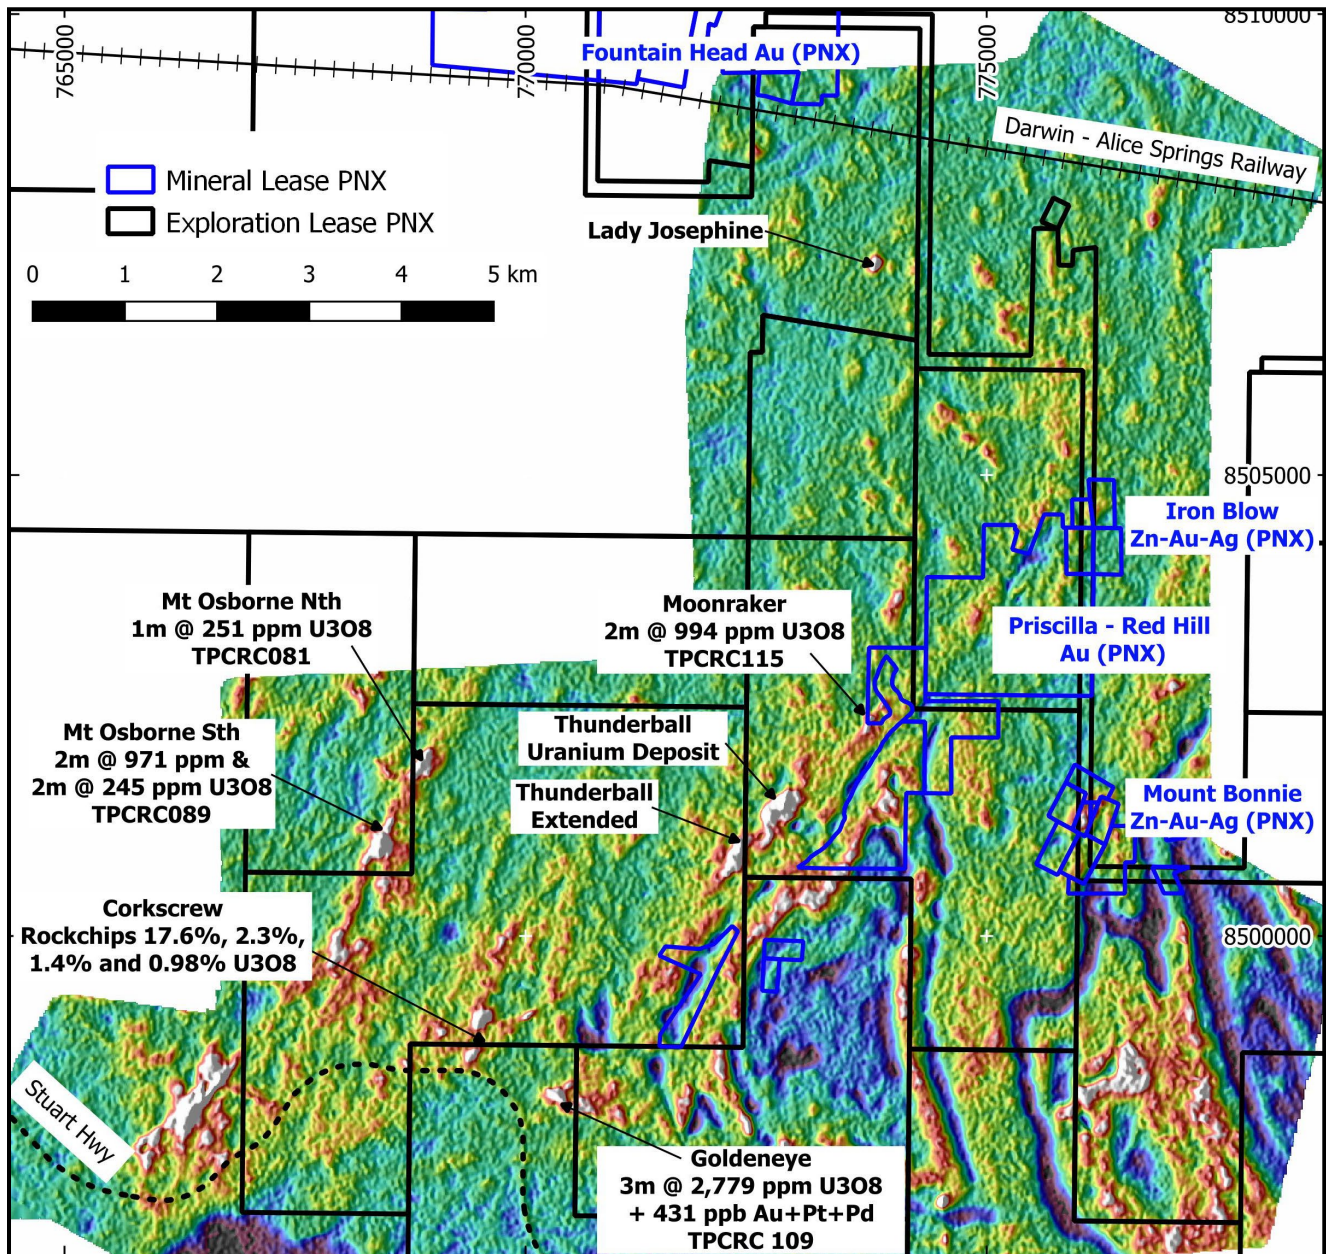 765000
770000
775000
8510000
Fountain Head Au (PNX)
Darwin - Alice Springs Railway
Mineral Lease PNX
Exploration Lease PNX
Lady Josephine
0 1 2 3 4 5 km
8505000
Iron Blow
Zn-Au-Ag (PNX)
Mt Osborne Nth
1m @ 251 ppm U3O8
TPCRC081
Moonraker
2m @ 994 ppm U3O8
TPCRC115
Priscilla - Red Hill
Au (PNX)
Mt Osborne Sth
2m @ 971 ppm &
2m @ 245 ppm U3O8
TPCRC089
Thunderball
Uranium Deposit
Thunderball
Extended
Mount Bonnie
Zn-Au-Ag (PNX)
Corkscrew
Rockchips 17.6%, 2.3%,
1.4% and 0.98% U3O8
8500000
Stuart Hwy
Goldeneye
3m @ 2,779 ppm U3O8
+ 431 ppb Au+Pt+Pd
TPCRC 109